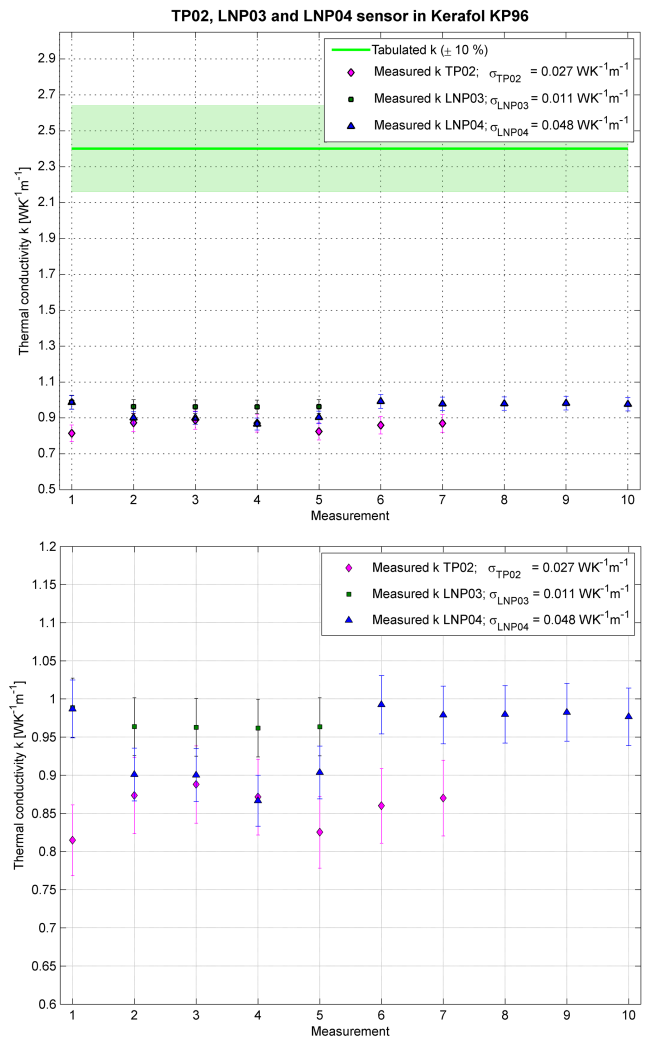 TP02, LNP03 and LNP04 sensor in Kerafol KP96
Tabulated k (± 10 %)
Measured k TP02; σTP02 = 0.027 WK⁻¹m⁻¹
Measured k LNP03; σLNP03 = 0.011 WK⁻¹m⁻¹
Measured k LNP04; σLNP04 = 0.048 WK⁻¹m⁻¹
Thermal conductivity k [WK⁻¹m⁻¹]
2.9
2.7
2.5
2.3
2.1
1.9
1.7
1.5
1.3
1.1
0.9
0.7
0.5
1 2 3 4 5 6 7 8 9 10
Measurement
Measured k TP02; σTP02 = 0.027 WK⁻¹m⁻¹
Measured k LNP03; σLNP03 = 0.011 WK⁻¹m⁻¹
Measured k LNP04; σLNP04 = 0.048 WK⁻¹m⁻¹
Thermal conductivity k [WK⁻¹m⁻¹]
1.2
1.15
1.1
1.05
1
0.95
0.9
0.85
0.8
0.75
0.7
0.65
0.6
1 2 3 4 5 6 7 8 9 10
Measurement